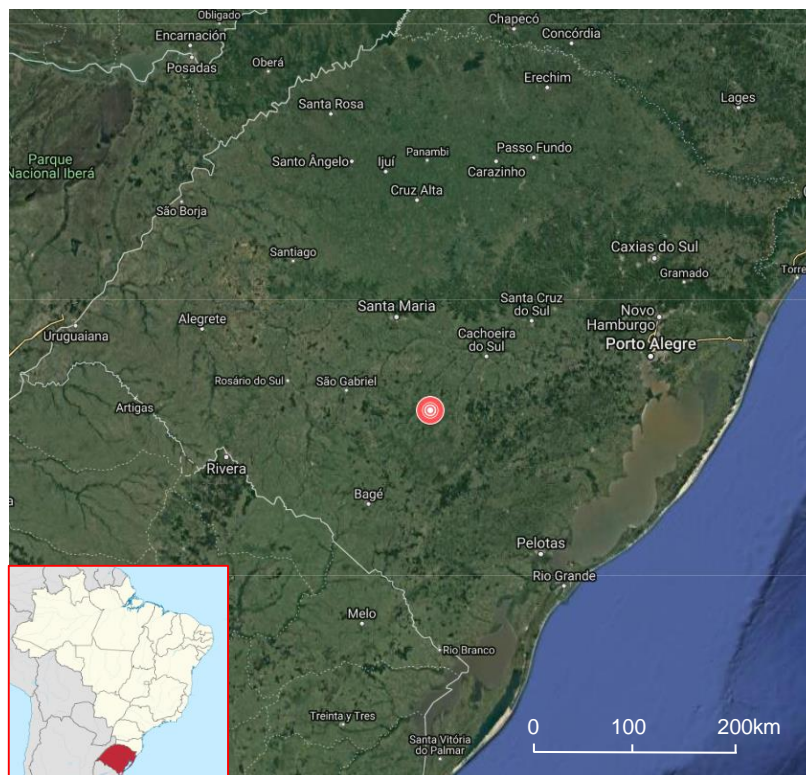 Obligado
Chapecó
Encarnación
Concórdia
Oberá
Posadas
Erechim
Lages
Santa Rosa
Parque
Nacional Iberá
Santo Ângelo
Ijuí
Panambi
Passo Fundo
Carazinho
Cruz Alta
São Borja
Santiago
Caxias do Sul
Gramado
Torre
Santa Maria
Santa Cruz
do Sul
Novo
Hamburgo
Uruguaiana
Alegrete
Cachoeira
do Sul
Porto Alegre
Rosário do Sul
São Gabriel
Artigas
Rivera
Bagé
Pelotas
Rio Grande
Melo
Rio Branco
Treinta y Tres
Santa Vitória
do Palmar
0 100 200km